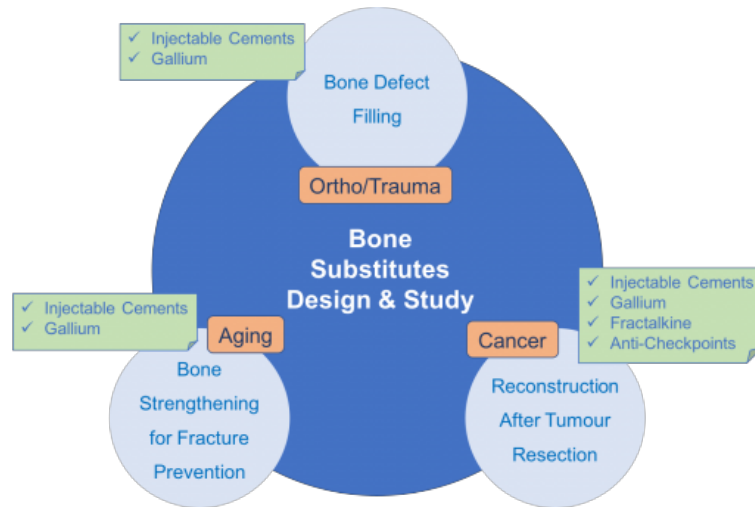 ✓ Injectable Cements
✓ Gallium
Bone Defect
Filling
Ortho/Trauma
Bone
Substitutes
Design & Study
✓ Injectable Cements
✓ Gallium
Aging
Bone
Strengthening
for Fracture
Prevention
✓ Injectable Cements
✓ Gallium
✓ Fractalkine
✓ Anti-Checkpoints
Cancer
Reconstruction
After Tumour
Resection